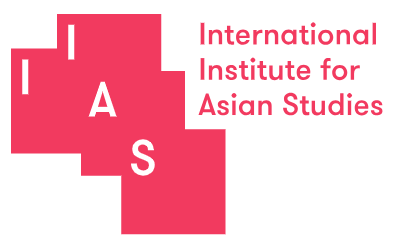 I
I
A
S
International
Institute for
Asian Studies